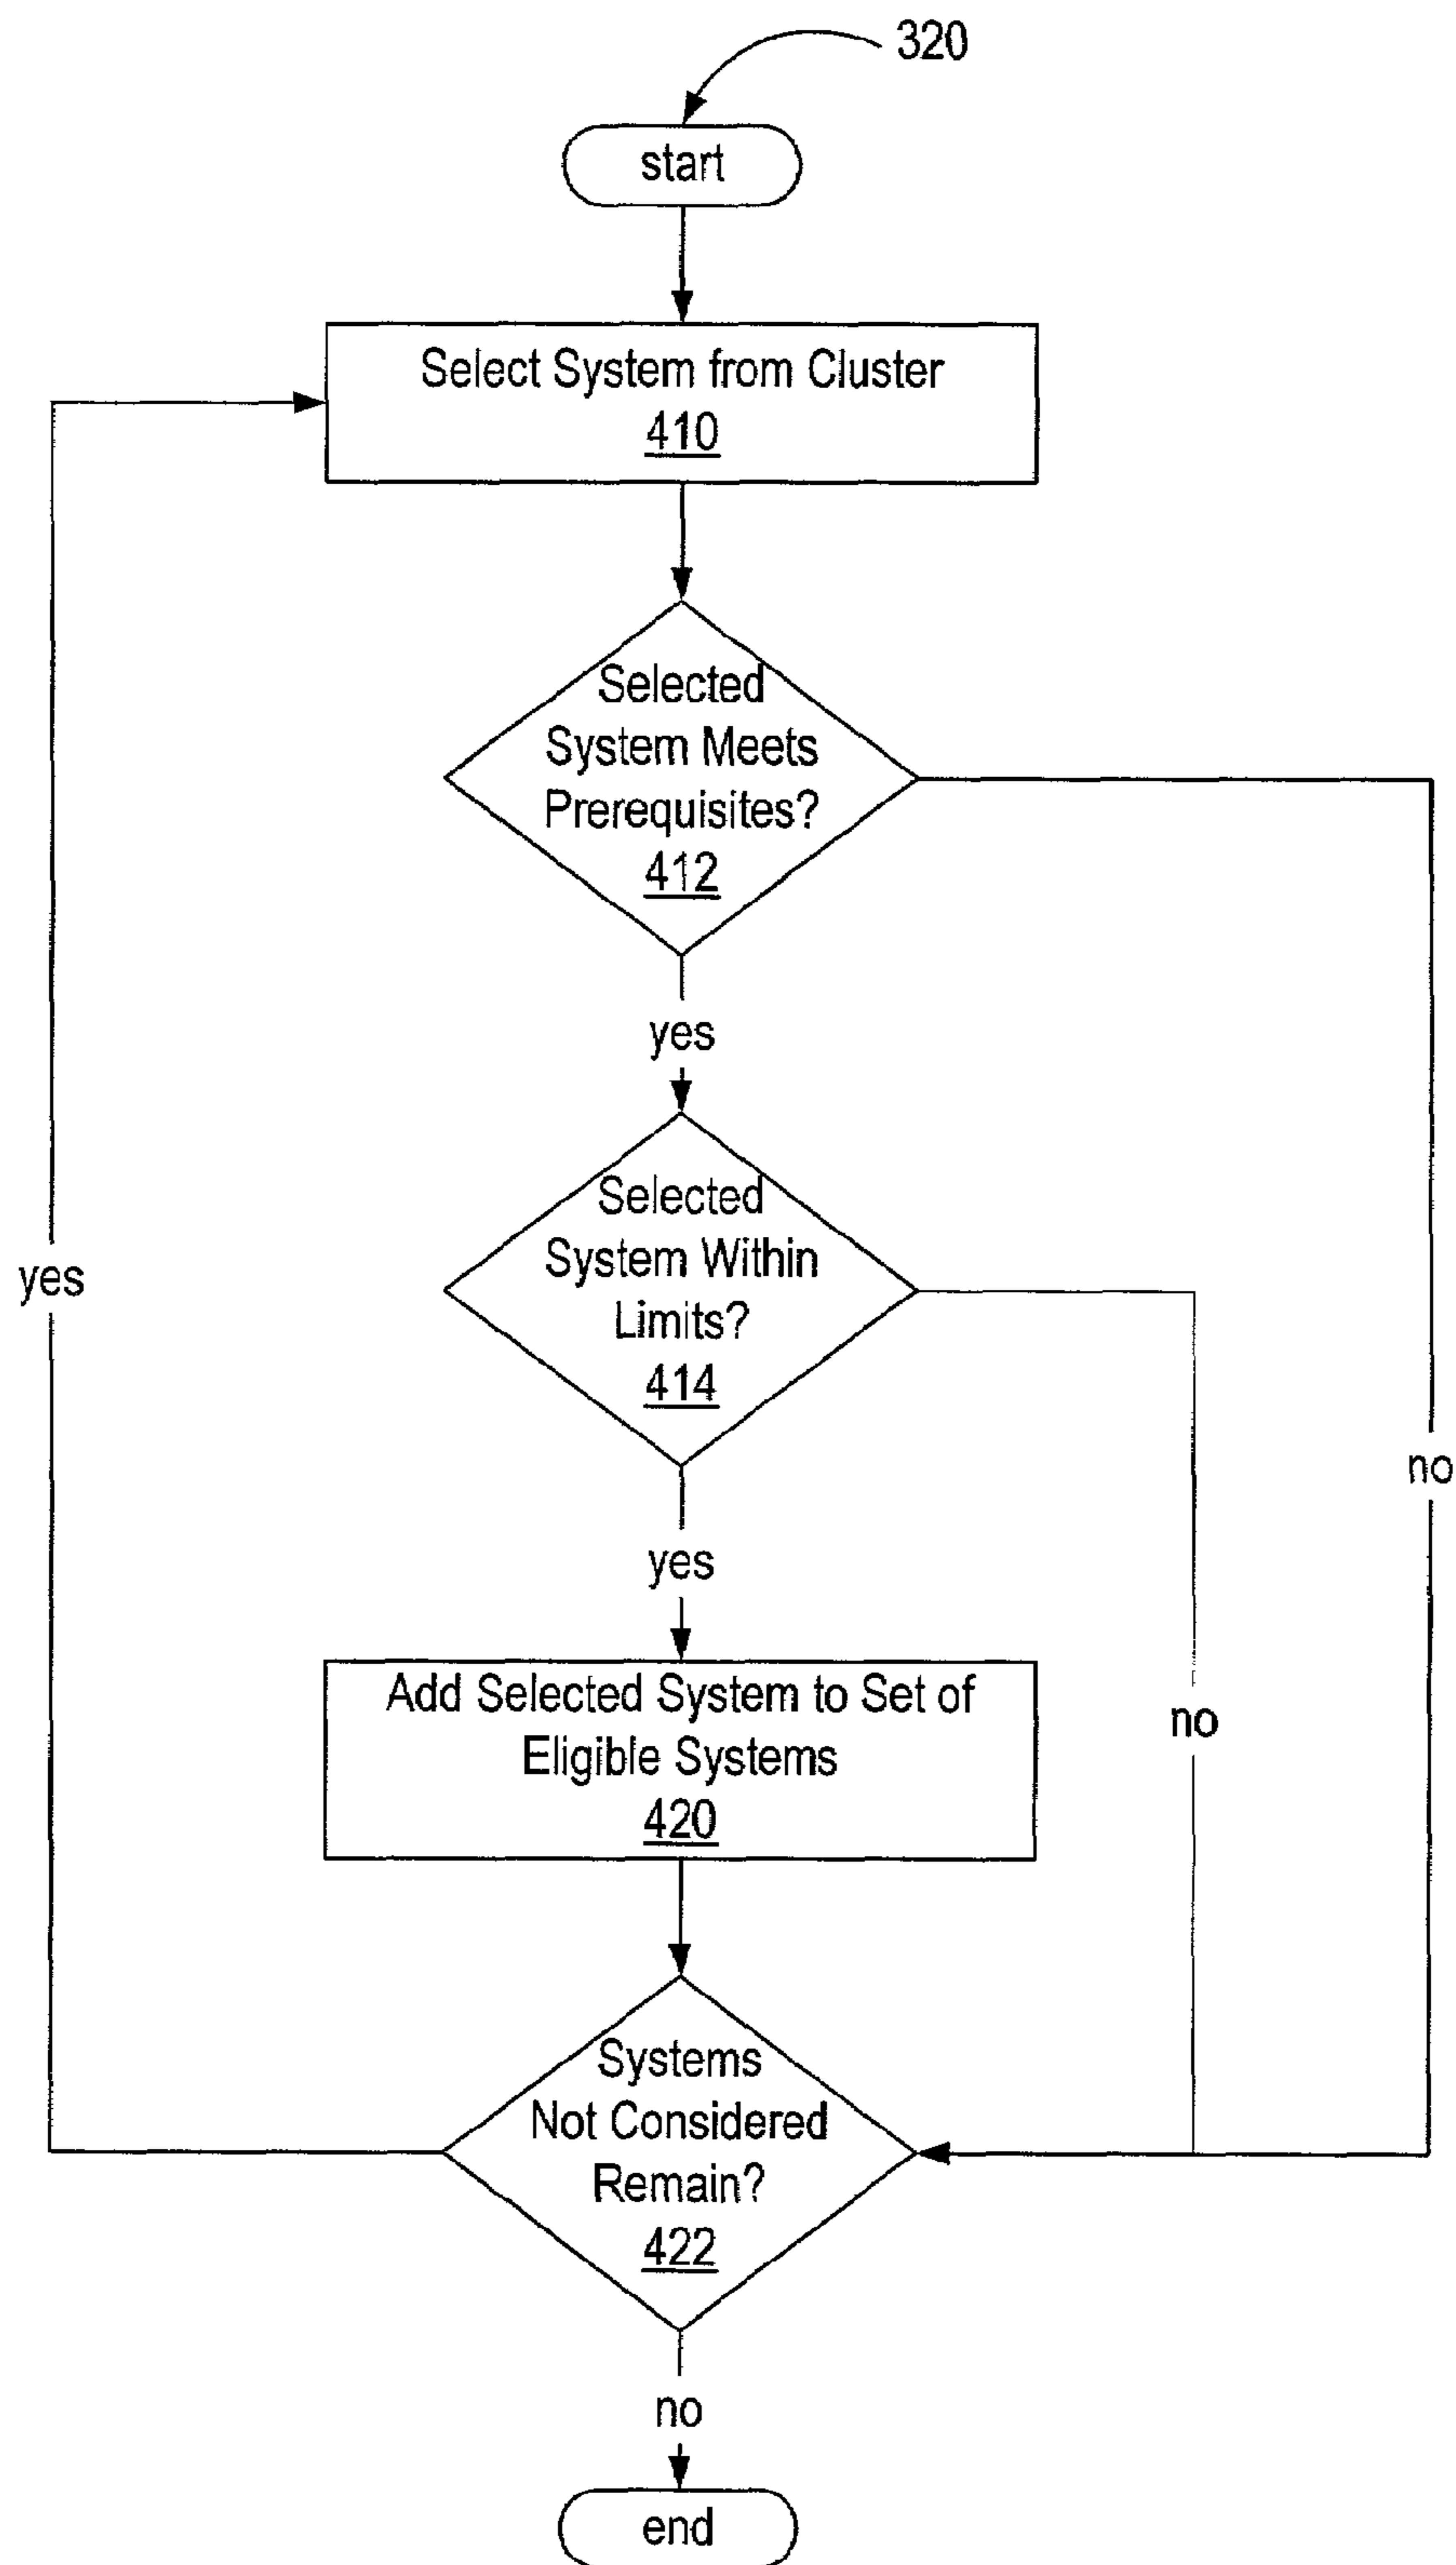 320
start
Select System from Cluster
410
Selected
System Meets
Prerequisites?
412
yes
Selected
System Within
Limits?
414
yes
no
yes
Add Selected System to Set of
Eligible Systems
420
no
Systems
Not Considered
Remain?
422
no
end